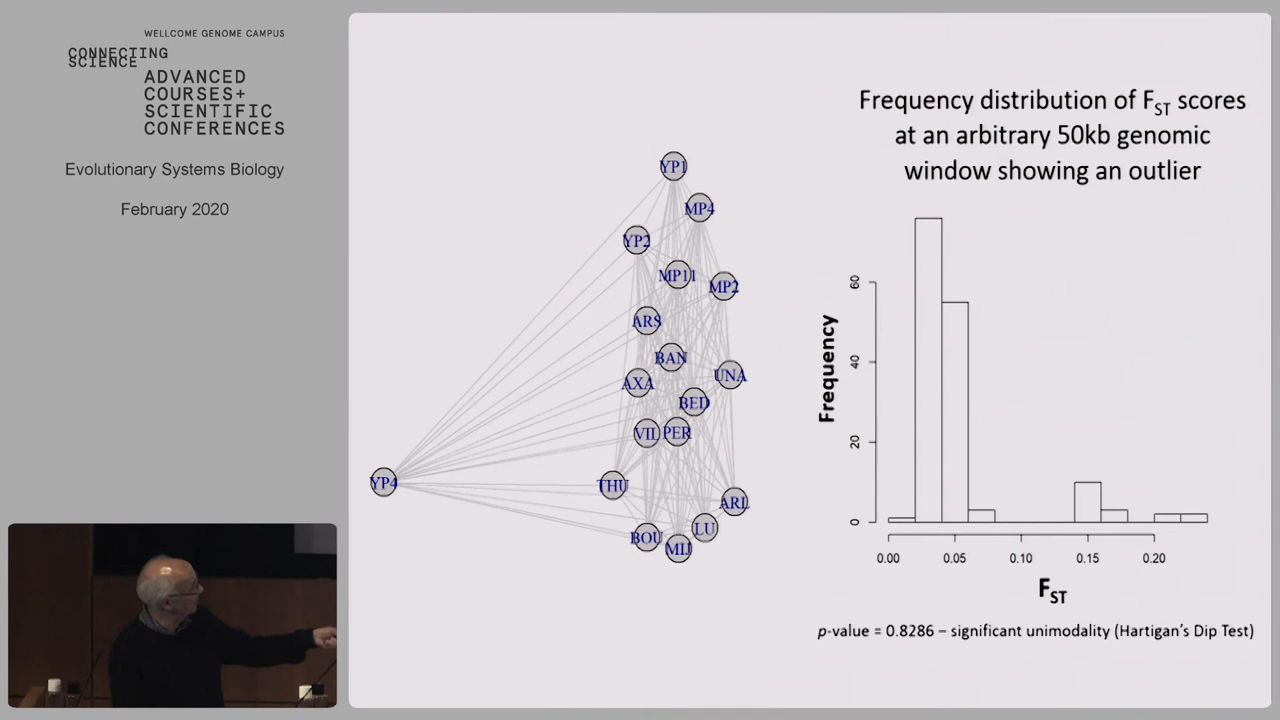 WELLCOME GENOME CAMPUS
CONNECTING
SCIENCE
ADVANCED
COURSES+
SCIENTIFIC
CONFERENCES
Evolutionary Systems Biology
February 2020
Frequency distribution of FST scores
at an arbitrary 50kb genomic
window showing an outlier
YP1
MP4
YP2
MP11
MP2
ARS
BAN
AXA
UNA
BED
VIL
PER
YP4
THU
ARL
LU
BOU
MIJ
Frequency
60
40
20
0
0.00
0.05
0.10
0.15
0.20
FST
p-value = 0.8286 – significant unimodality (Hartigan's Dip Test)